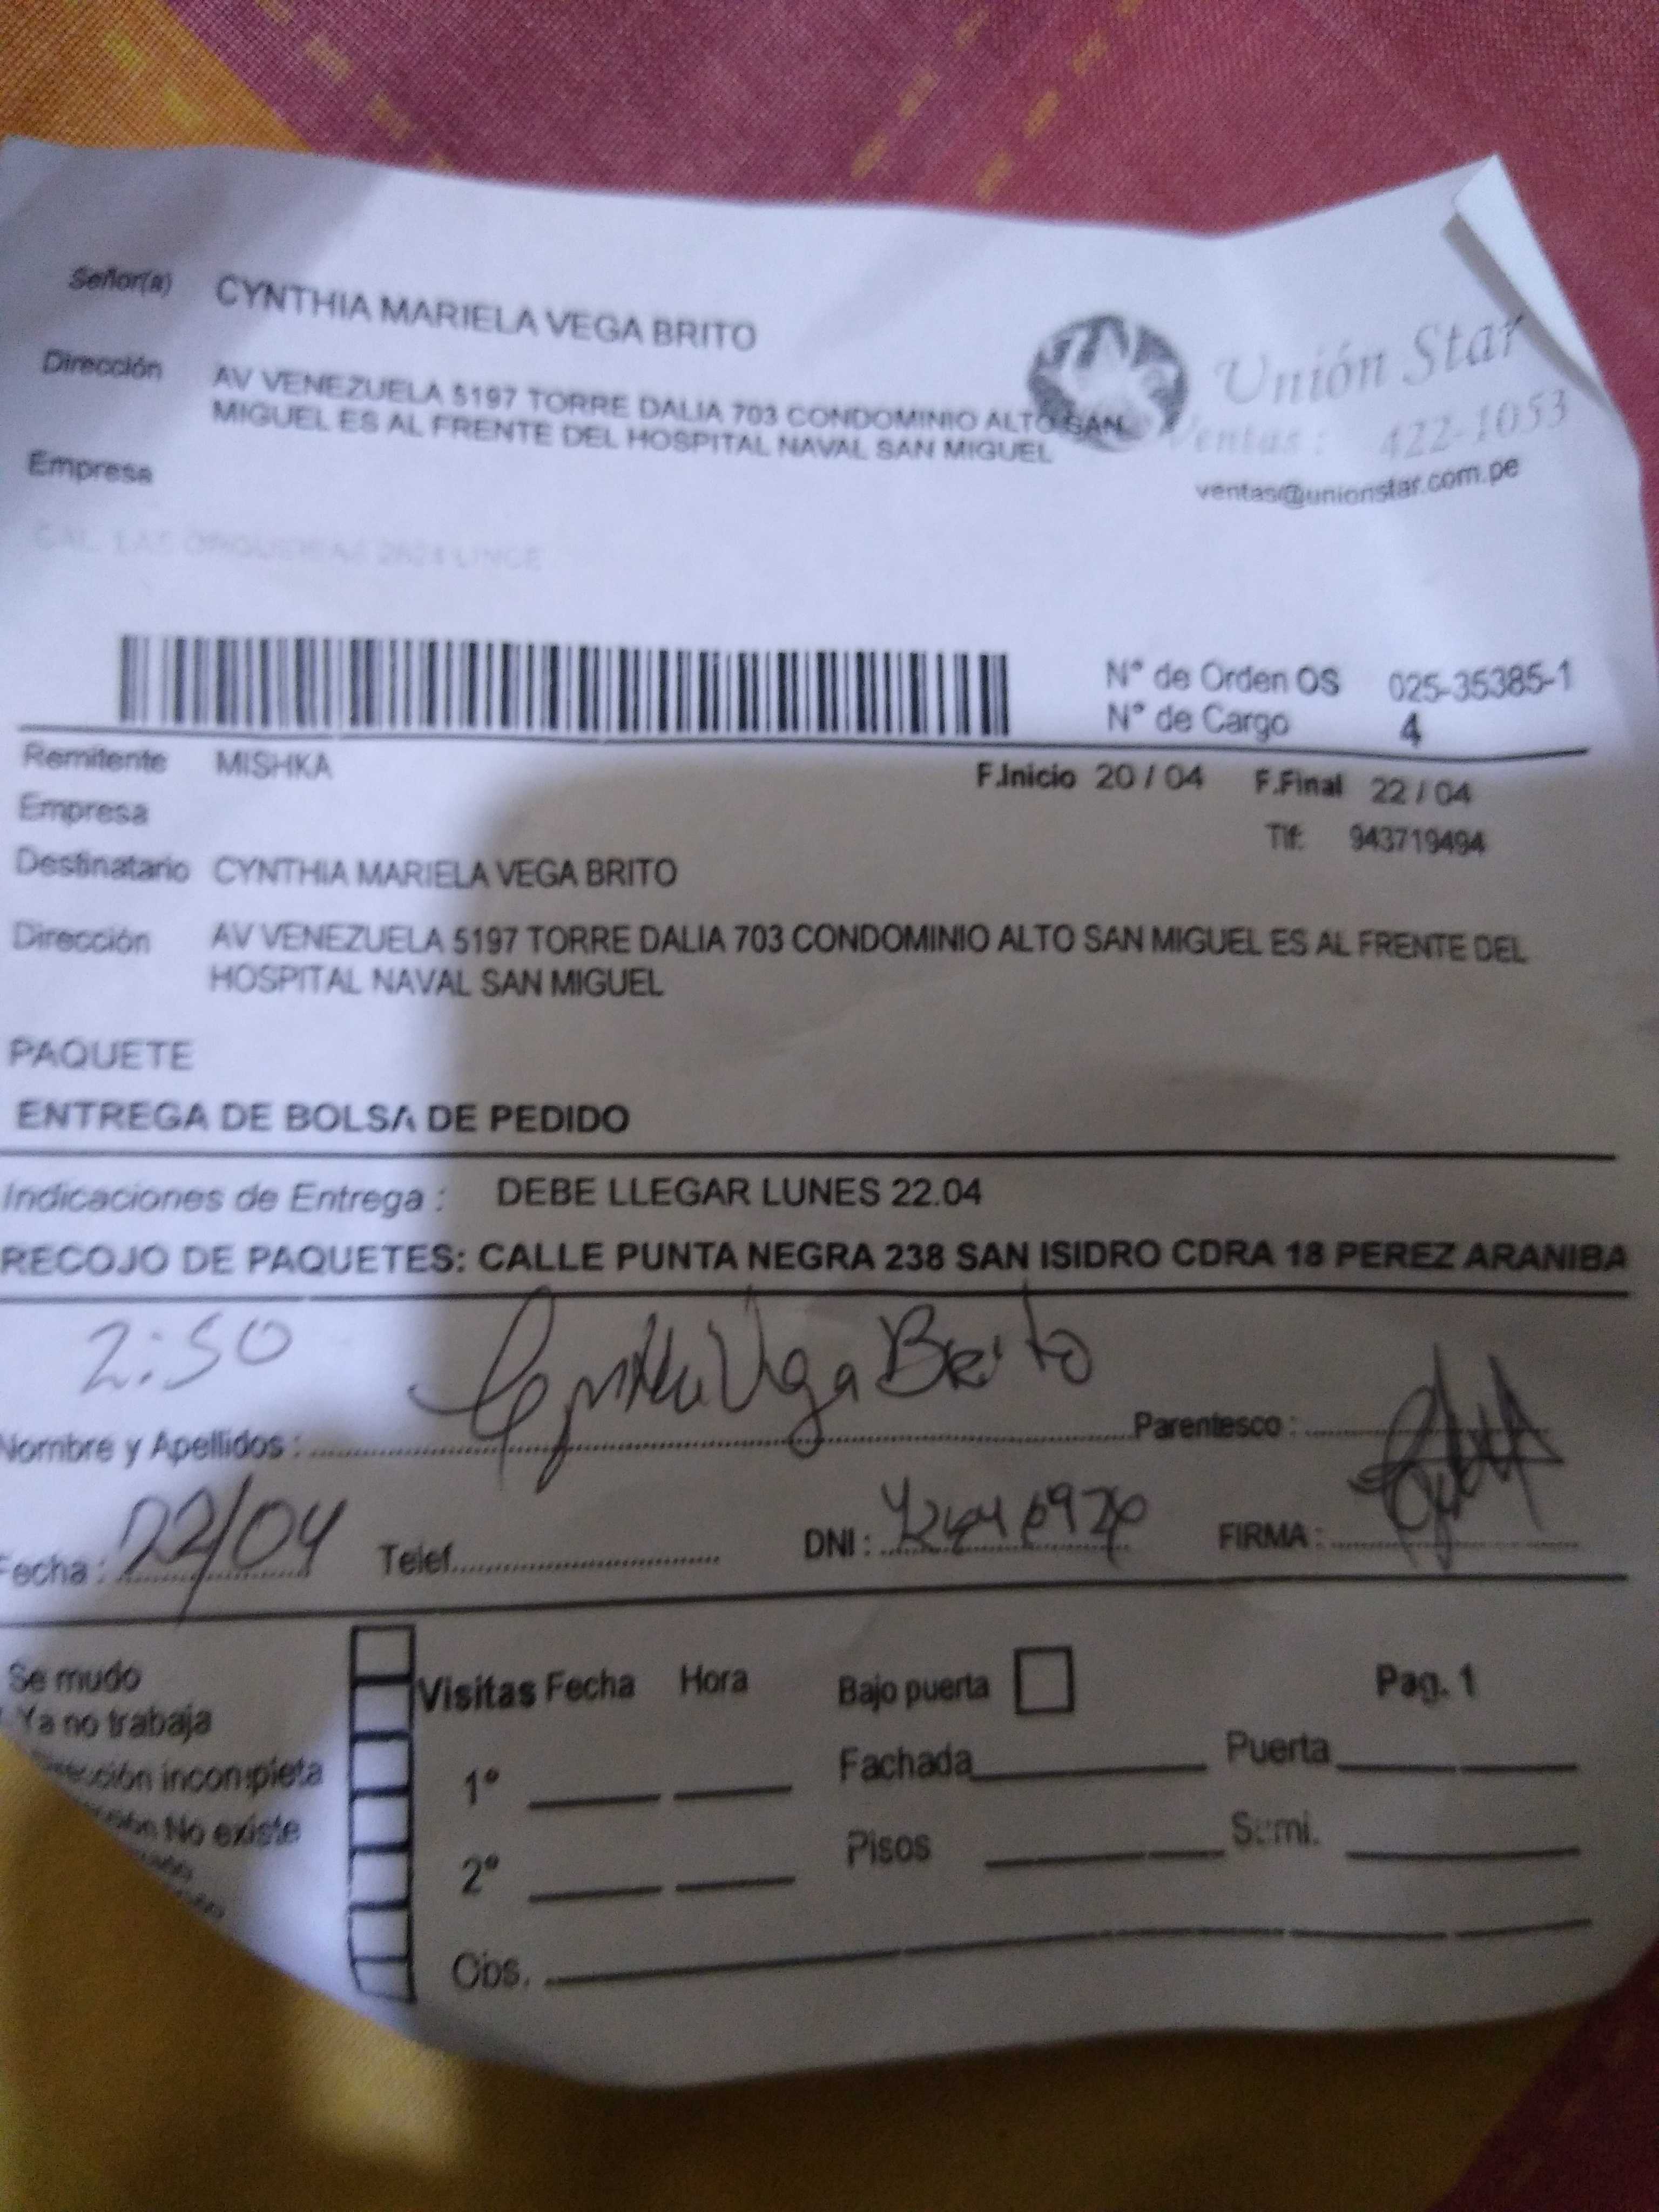 Señor(a) CYNTHIA MARIELA VEGA BRITO
Dirección AV VENEZUELA 5197 TORRE DALIA 703 CONDOMINIO ALTO SAN
MIGUEL ES AL FRENTE DEL HOSPITAL NAVAL SAN MIGUEL
Empresa
Unión Star
Ventas: 422-1053
ventas@unionstar.com.pe
N° de Orden OS 025-35385-1
N° de Cargo 4
Remitente MISHKA F.Inicio 20 / 04 F.Final 22 / 04
Empresa Tlf: 943719494
Destinatario CYNTHIA MARIELA VEGA BRITO
Dirección AV VENEZUELA 5197 TORRE DALIA 703 CONDOMINIO ALTO SAN MIGUEL ES AL FRENTE DEL
HOSPITAL NAVAL SAN MIGUEL
PAQUETE
ENTREGA DE BOLSA DE PEDIDO
Indicaciones de Entrega : DEBE LLEGAR LUNES 22.04
RECOJO DE PAQUETES: CALLE PUNTA NEGRA 238 SAN ISIDRO CDRA 18 PEREZ ARANIBA
2:50 Vega Brito
Nombre y Apellidos : Parentesco :
Fecha : 22/04 Telef. DNI : FIRMA :
Se mudo
Ya no trabaja
incompleta
No existe
Visitas Fecha Hora Bajo puerta Pag. 1
1° Fachada Puerta
2° Pisos Sumi.
Obs.